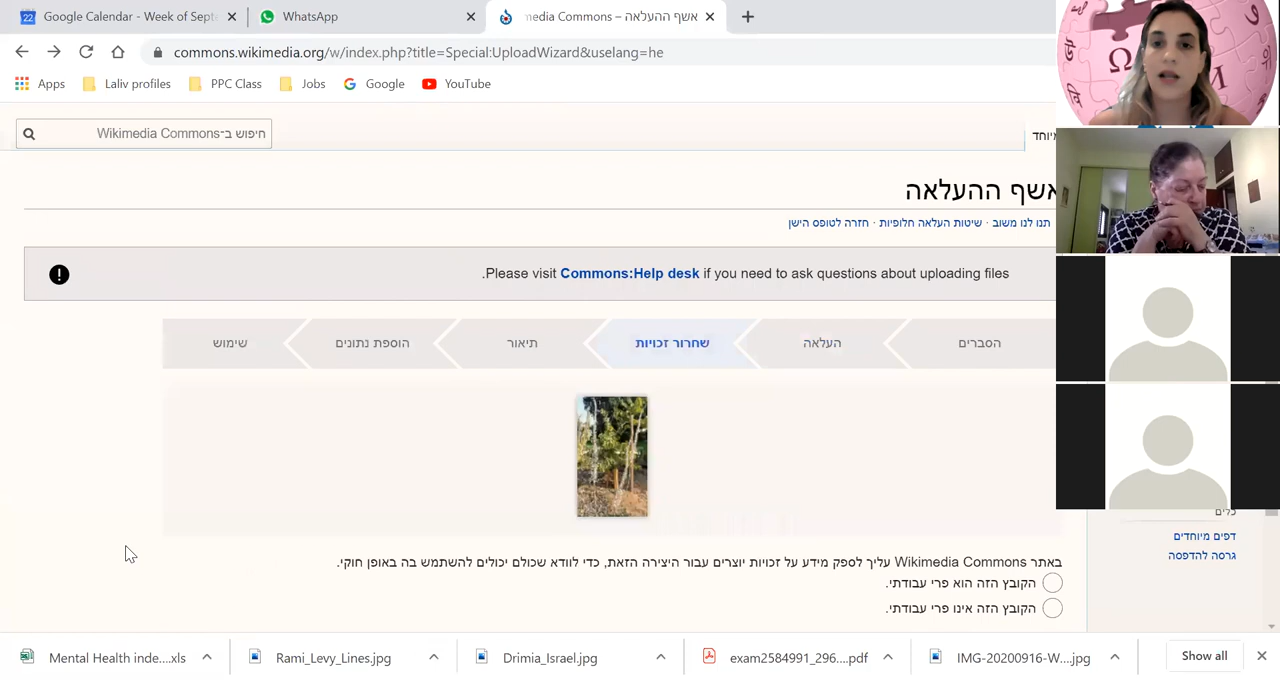 Google Calendar - Week of Septe
WhatsApp
media Commons – אשף ההעלאה
commons.wikimedia.org/w/index.php?title=Special:UploadWizard&uselang=he
Apps
Laliv profiles
PPC Class
Jobs
Google
YouTube
חיפוש ב־Wikimedia Commons
מיוחד
אשף ההעלאה
תנו לנו משוב · שיטות העלאה חלופיות · חזרה לטופס הישן
Please visit Commons:Help desk if you need to ask questions about uploading files.
הסברים
העלאה
שחרור זכויות
תיאור
הוספת נתונים
שימוש
כלים
דפים מיוחדים
גרסה להדפסה
באתר Wikimedia Commons עליך לספק מידע על זכויות יוצרים עבור היצירה הזאת, כדי לוודא שכולם יכולים להשתמש בה באופן חוקי.
הקובץ הזה הוא פרי עבודתי.
הקובץ הזה אינו פרי עבודתי.
Mental Health inde....xls
Rami_Levy_Lines.jpg
Drimia_Israel.jpg
exam2584991_296....pdf
IMG-20200916-W....jpg
Show all